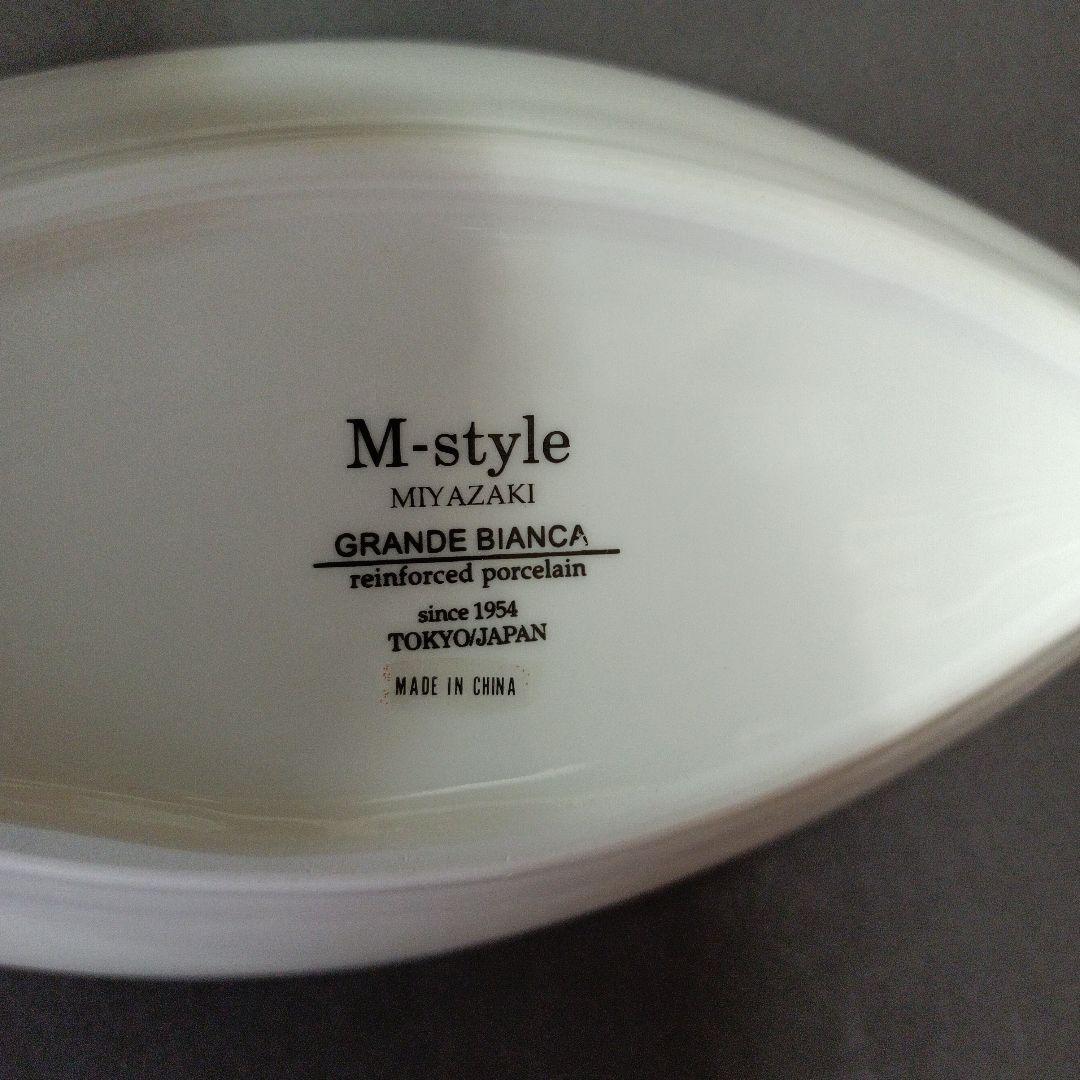 M-style
MIYAZAKI
GRANDE BIANCA
reinforced porcelain
since 1954
TOKYO/JAPAN
MADE IN CHINA